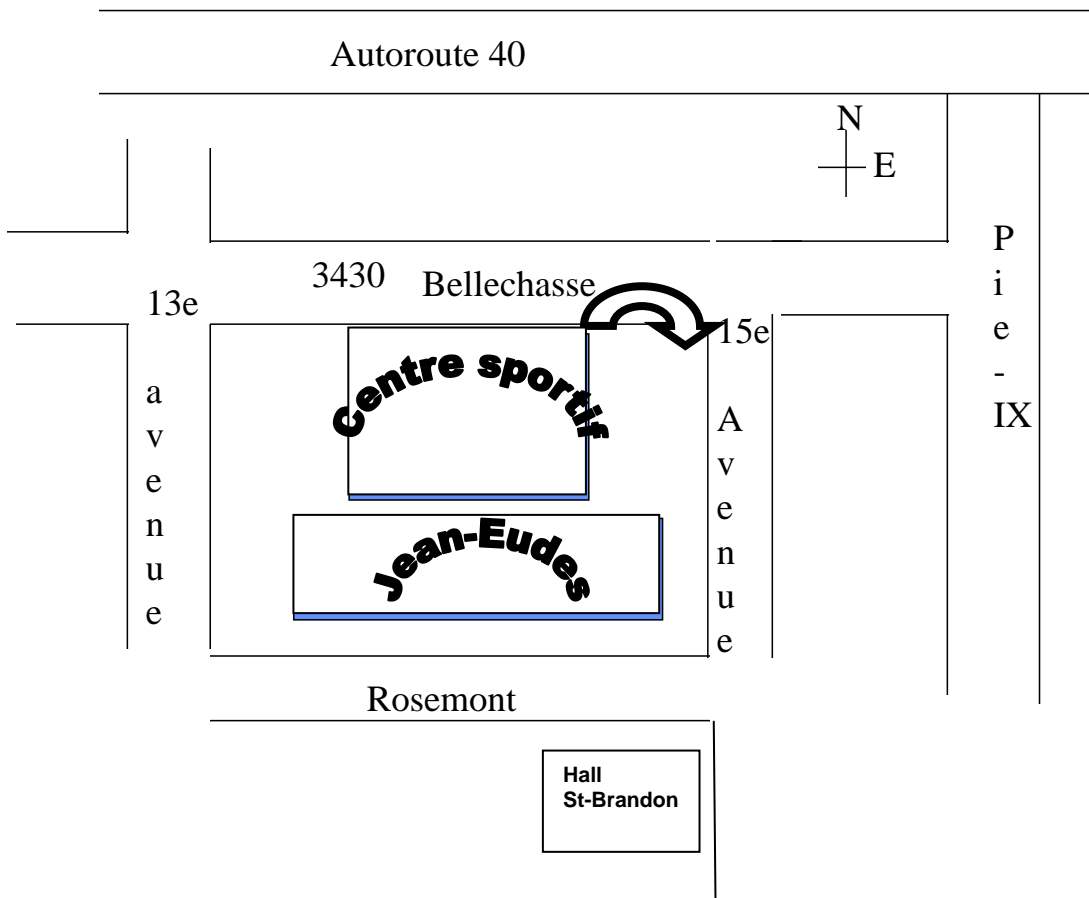 Autoroute 40
N
E
Pie-IX
3430
Bellechasse
13e
avenue
15e
Avenue
Centre sportif
Jean-Eudes
Rosemont
Hall
St-Brandon